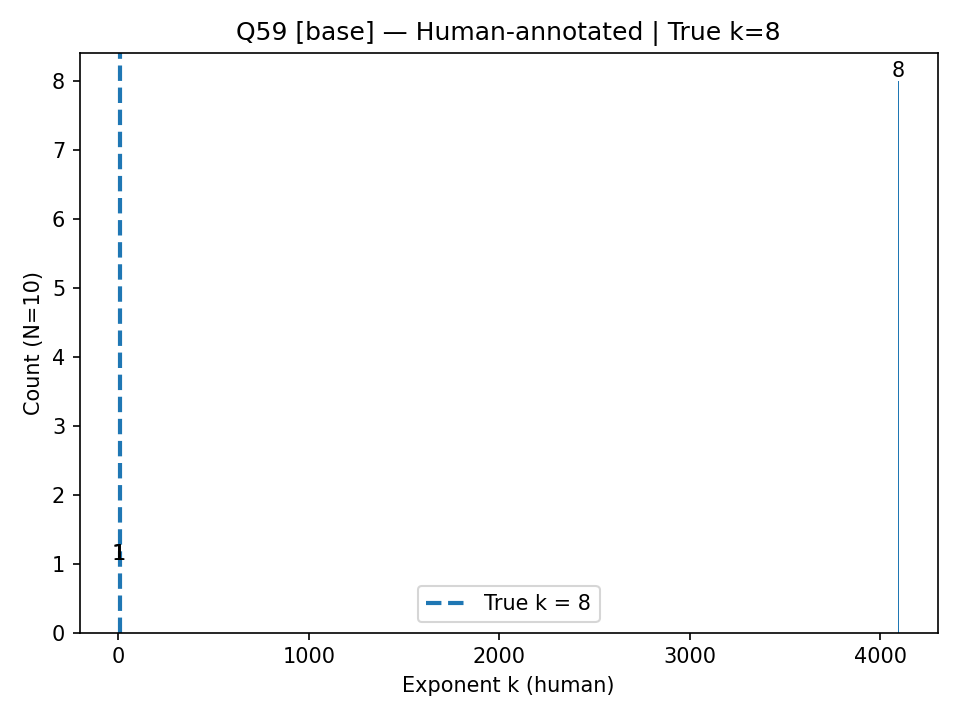 Q59 [base] — Human-annotated | True k=8
8
8
7
6
5
4
3
2
1
1
0
Count (N=10)
True k = 8
0 1000 2000 3000 4000
Exponent k (human)